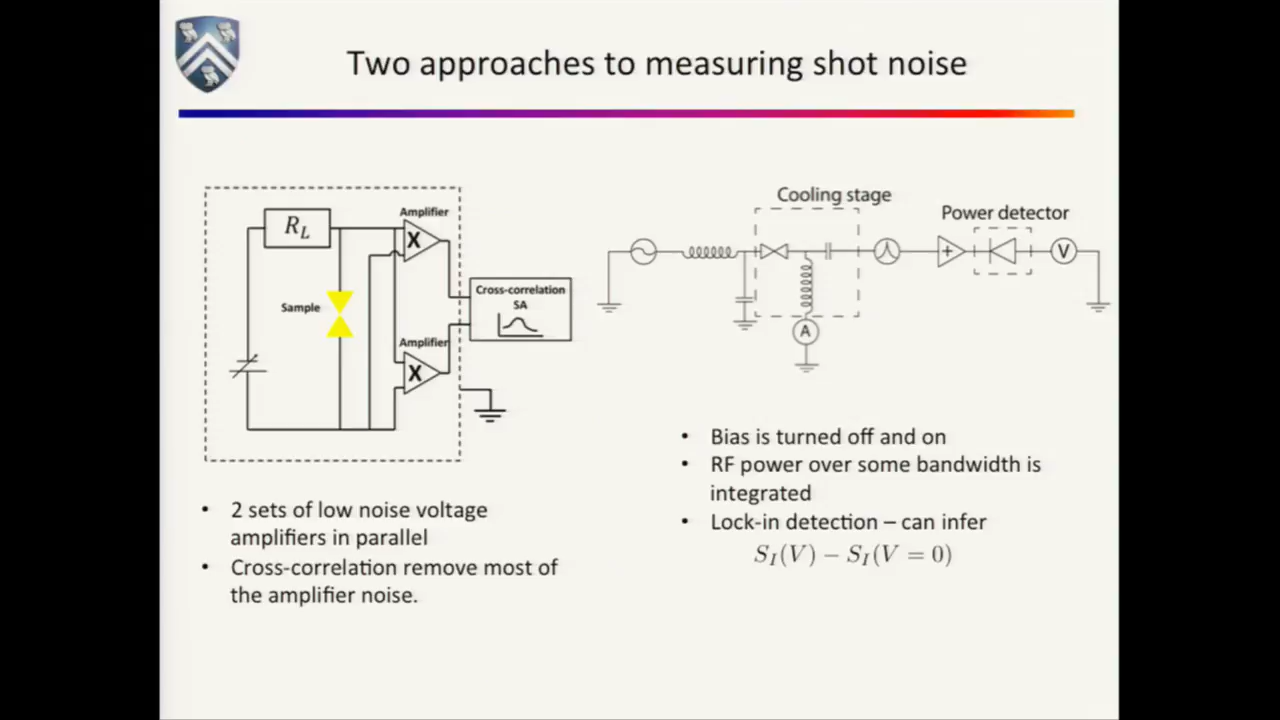 Two approaches to measuring shot noise
R_L
Amplifier
X
Sample
Cross-correlation
SA
Amplifier
X
Cooling stage
Power detector
+
V
A
• 2 sets of low noise voltage
amplifiers in parallel
• Cross-correlation remove most of
the amplifier noise.
• Bias is turned off and on
• RF power over some bandwidth is
integrated
• Lock-in detection – can infer
S_I(V) − S_I(V = 0)